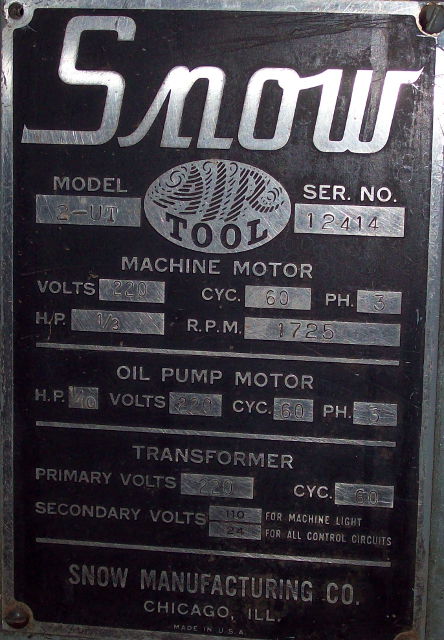 Snow
MODEL 2-UT TOOL SER. NO. 12414
MACHINE MOTOR
VOLTS 220 CYC. 60 PH. 3
H.P. 1/3 R.P.M. 1725
OIL PUMP MOTOR
H.P. VOLTS 220 CYC. 60 PH. 3
TRANSFORMER
PRIMARY VOLTS 220 CYC. 60
SECONDARY VOLTS 110 FOR MACHINE LIGHT
24 FOR ALL CONTROL CIRCUITS
SNOW MANUFACTURING CO.
CHICAGO, ILL.
MADE IN U.S.A.